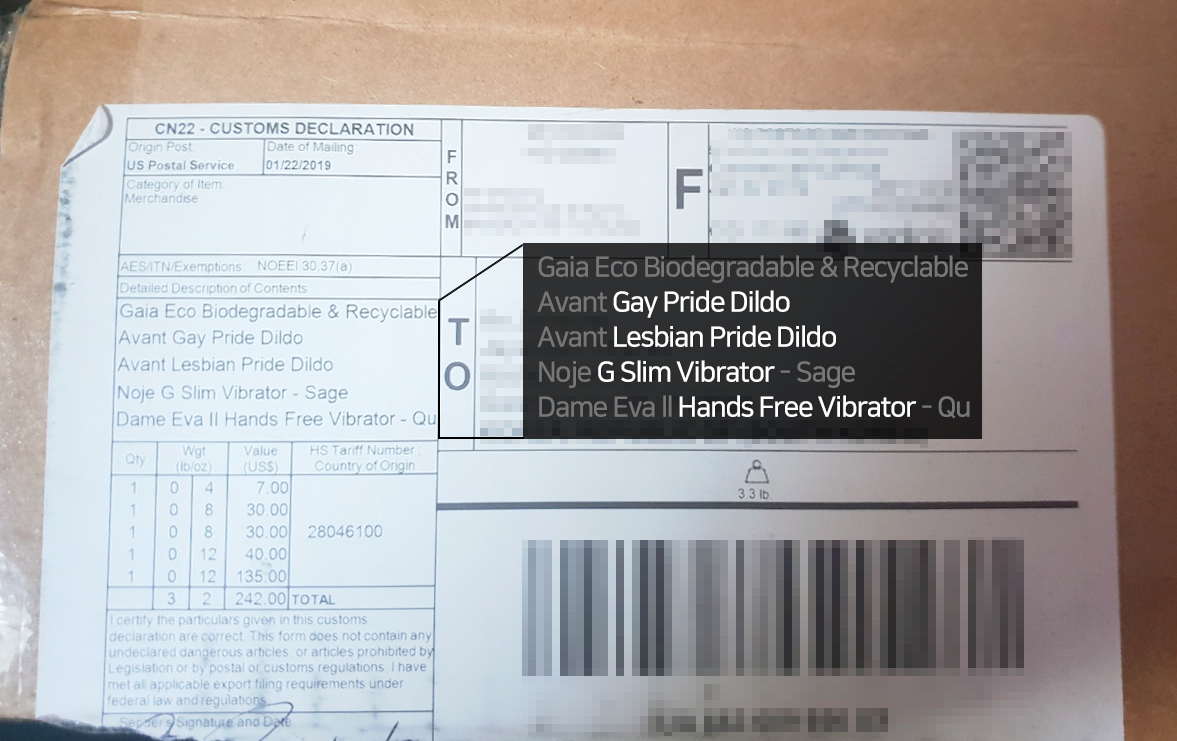 CN22 - CUSTOMS DECLARATION
Origin Post:
US Postal Service
Date of Mailing:
01/22/2019
Category of Item:
Merchandise
AES/ITN/Exemptions: NOEEI 30.37(a)
Detailed Description of Contents
Gaia Eco Biodegradable & Recyclable
Avant Gay Pride Dildo
Avant Lesbian Pride Dildo
Noje G Slim Vibrator - Sage
Dame Eva II Hands Free Vibrator - Qu
Qty Wgt (lb/oz) Value (US$) HS Tariff Number; Country of Origin
1 0 4 7.00
1 0 8 30.00
1 0 8 30.00 28046100
1 0 12 40.00
1 0 12 135.00
3 2 242.00 TOTAL
I certify the particulars given in this customs
declaration are correct. This form does not contain any
undeclared dangerous articles, or articles prohibited by
Legislation or by postal or customs regulations. I have
met all applicable export filing requirements under
federal law and regulations.
Sender's Signature and Date
FROM
F
TO
Gaia Eco Biodegradable & Recyclable
Avant Gay Pride Dildo
Avant Lesbian Pride Dildo
Noje G Slim Vibrator - Sage
Dame Eva II Hands Free Vibrator - Qu
3.3 lb.